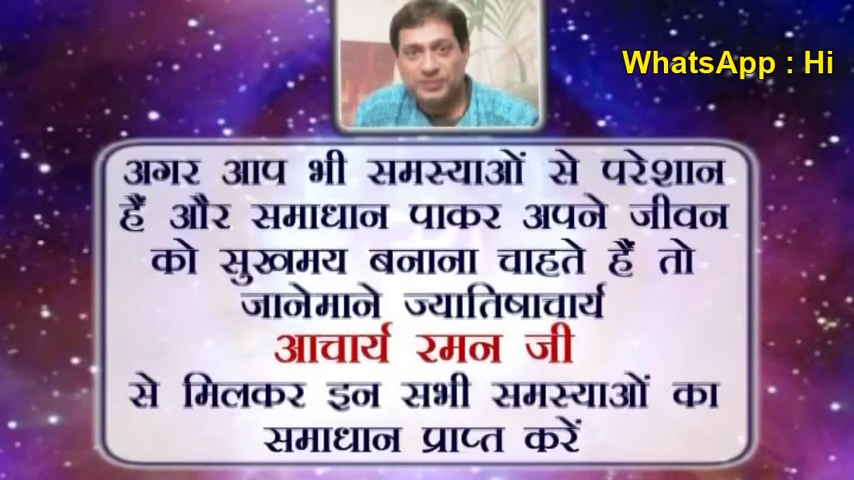 WhatsApp : Hi
अगर आप भी समस्याओं से परेशान
हैं और समाधान पाकर अपने जीवन
को सुखमय बनाना चाहते हैं तो
जानेमाने ज्यातिषाचार्य
आचार्य रमन जी
से मिलकर इन सभी समस्याओं का
समाधान प्राप्त करें